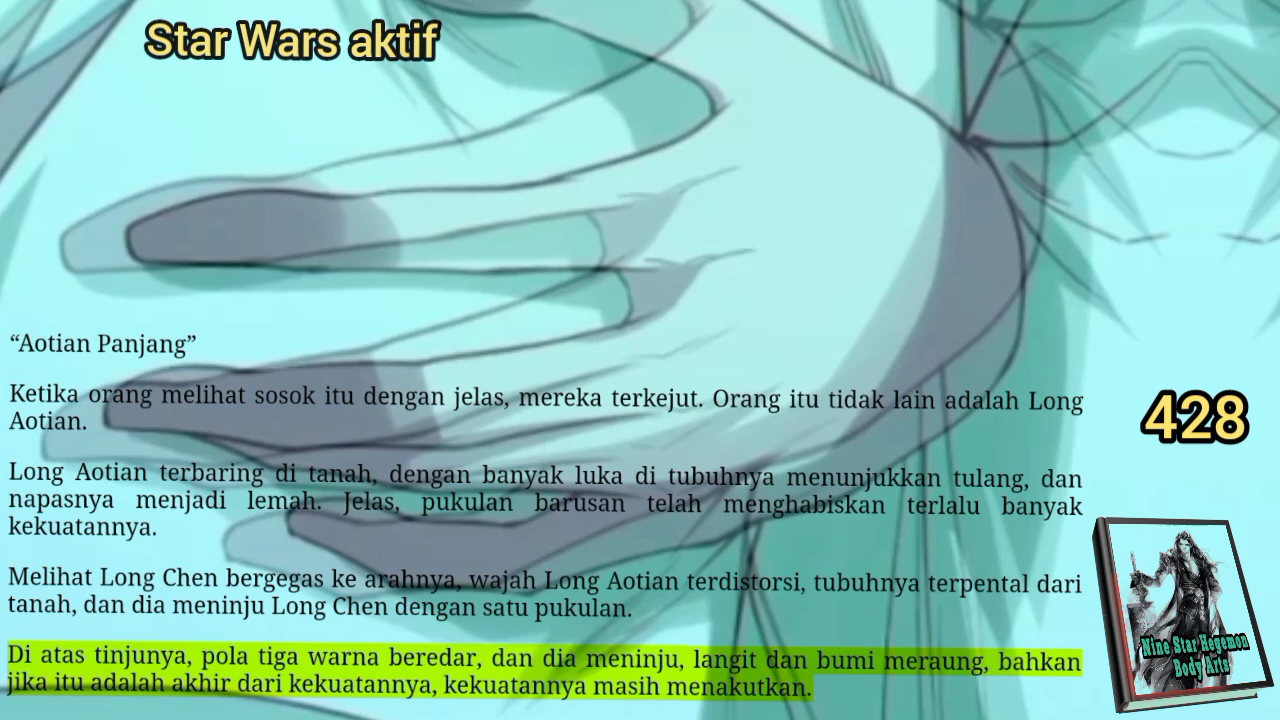 Star Wars aktif
“Aotian Panjang”
Ketika orang melihat sosok itu dengan jelas, mereka terkejut. Orang itu tidak lain adalah Long
Aotian.
Long Aotian terbaring di tanah, dengan banyak luka di tubuhnya menunjukkan tulang, dan
napasnya menjadi lemah. Jelas, pukulan barusan telah menghabiskan terlalu banyak
kekuatannya.
Melihat Long Chen bergegas ke arahnya, wajah Long Aotian terdistorsi, tubuhnya terpental dari
tanah, dan dia meninju Long Chen dengan satu pukulan.
Di atas tinjunya, pola tiga warna beredar, dan dia meninju, langit dan bumi meraung, bahkan
jika itu adalah akhir dari kekuatannya, kekuatannya masih menakutkan.
428
Nine Star Hegemon
Body Arts